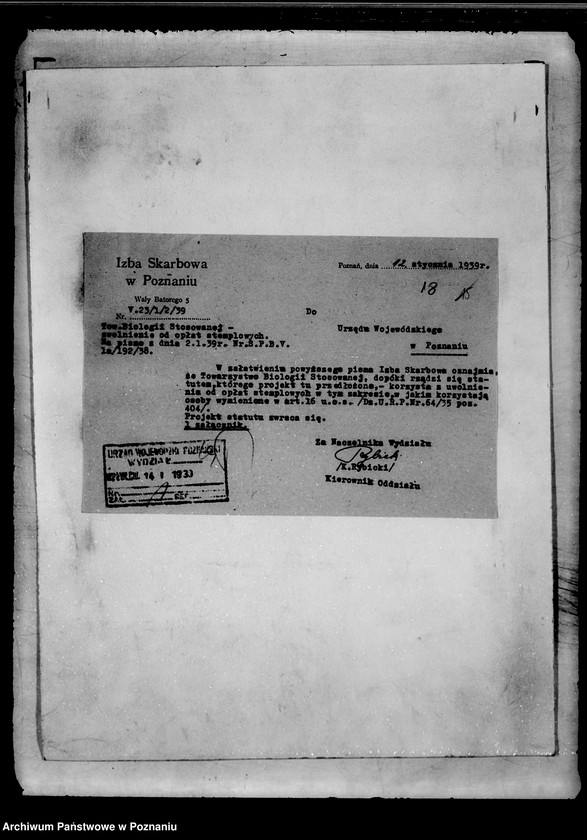 Izba Skarbowa
w Poznaniu
Wały Batorego 5
Nr. V.23/1/2/39
Poznań, dnia 12 stycznia 1939r.
18
Do
Urzędu Wojewódzkiego
w Poznaniu
Tow.Biologii Stosowanej -
zwolnienie od opłat stemplowych.
Na pismo z dnia 2.1.39r. Nr.S.P.B.V.
1a/192/38.
W załatwieniu powyższego pisma Izba Skarbowa oznajmia,
że Towarzystwo Biologii Stosowanej, dopóki rządzi się sta-
tutem,którego projekt tu przedłożono,- korzysta z uwolnie-
nia od opłat stemplowych w tym zakresie,w jakim korzystają
osoby wymienione w art.16 u.o.s. /Dz.U.R.P.Nr.64/35 poz.
404/.
Projekt statutu zwraca się.
1 załącznik.
Za Naczelnika Wydziału
/K.Rybicki/
Kierownik Oddziału
URZĄD WOJEWÓDZKI POZNAŃSKI
WYDZIAŁ
14 I 1939
Nr.
ZAŁ.
Archiwum Państwowe w Poznaniu